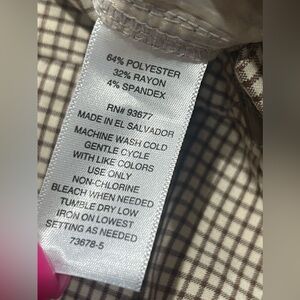 64% POLYESTER
32% RAYON
4% SPANDEX
RN# 93677
MADE IN EL SALVADOR
MACHINE WASH COLD
GENTLE CYCLE
WITH LIKE COLORS
USE ONLY
NON-CHLORINE
BLEACH WHEN NEEDED
TUMBLE DRY LOW
IRON ON LOWEST
SETTING AS NEEDED
73678-5